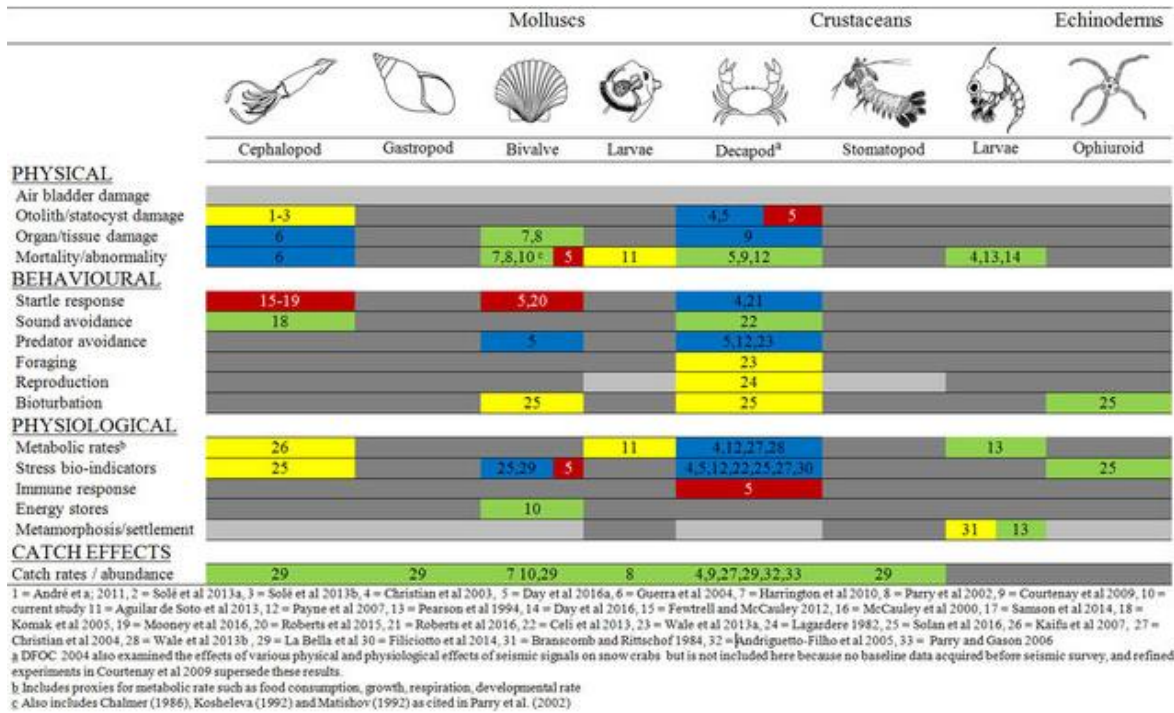 Molluscs Crustaceans Echinoderms
Cephalopod Gastropod Bivalve Larvae Decapodᵃ Stomatopod Larvae Ophiuroid
PHYSICAL
Air bladder damage
Otolith/statocyst damage 1-3 4,5 5
Organ/tissue damage 6 7,8 9
Mortality/abnormality 6 7,8,10 ᶜ 5 11 5,9,12 4,13,14
BEHAVIOURAL
Startle response 15-19 5,20 4,21
Sound avoidance 18 22
Predator avoidance 5 5,12,23
Foraging 23
Reproduction 24
Bioturbation 25 25 25
PHYSIOLOGICAL
Metabolic ratesᵇ 26 11 4,12,27,28 13
Stress bio-indicators 25 25,29 5 4,5,12,22,25,27,30 25
Immune response 5
Energy stores 10
Metamorphosis/settlement 31 13
CATCH EFFECTS
Catch rates / abundance 29 29 7 10,29 8 4,9,27,29,32,33 29
1 = André et a; 2011, 2 = Solé et al 2013a, 3 = Solé et al 2013b, 4 = Christian et al 2003, 5 = Day et al 2016a, 6 = Guerra et al 2004, 7 = Harrington et al 2010, 8 = Parry et al 2002, 9 = Courtenay et al 2009, 10 =
current study 11 = Aguilar de Soto et al 2013, 12 = Payne et al 2007, 13 = Pearson et al 1994, 14 = Day et al 2016, 15 = Fewtrell and McCauley 2012, 16 = McCauley et al 2000, 17 = Samson et al 2014, 18 =
Komak et al 2005, 19 = Mooney et al 2016, 20 = Roberts et al 2015, 21 = Roberts et al 2016, 22 = Celi et al 2013, 23 = Wale et al 2013a, 24 = Lagardere 1982, 25 = Solan et al 2016, 26 = Kaifu et al 2007, 27 =
Christian et al 2004, 28 = Wale et al 2013b, 29 = La Bella et al 30 = Filiciotto et al 2014, 31 = Branscomb and Rittschof 1984, 32 = Andriguetto-Filho et al 2005, 33 = Parry and Gason 2006
a DFOC 2004 also examined the effects of various physical and physiological effects of seismic signals on snow crabs but is not included here because no baseline data acquired before seismic survey, and refined
experiments in Courtenay et al 2009 supersede these results.
b Includes proxies for metabolic rate such as food consumption, growth, respiration, developmental rate
c Also includes Chalmer (1986), Kosheleva (1992) and Matishov (1992) as cited in Parry et al. (2002)